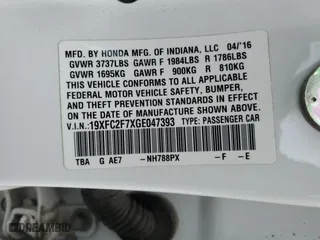 MFD. BY HONDA MFG. OF INDIANA, LLC 04/'16
GVWR 3737LBS GAWR F 1984LBS R 1786LBS
GVWR 1695KG GAWR F 900KG R 810KG
THIS VEHICLE CONFORMS TO ALL APPLICABLE
FEDERAL MOTOR VEHICLE SAFETY, BUMPER,
AND THEFT PREVENTION STANDARDS IN EFFECT ON
THE DATE OF MANUFACTURE SHOWN ABOVE.
V.I.N.:19XFC2F7XGE047393 TYPE: PASSENGER CAR
TBA G AE7 -NH788PX -F -E
DREAMBID